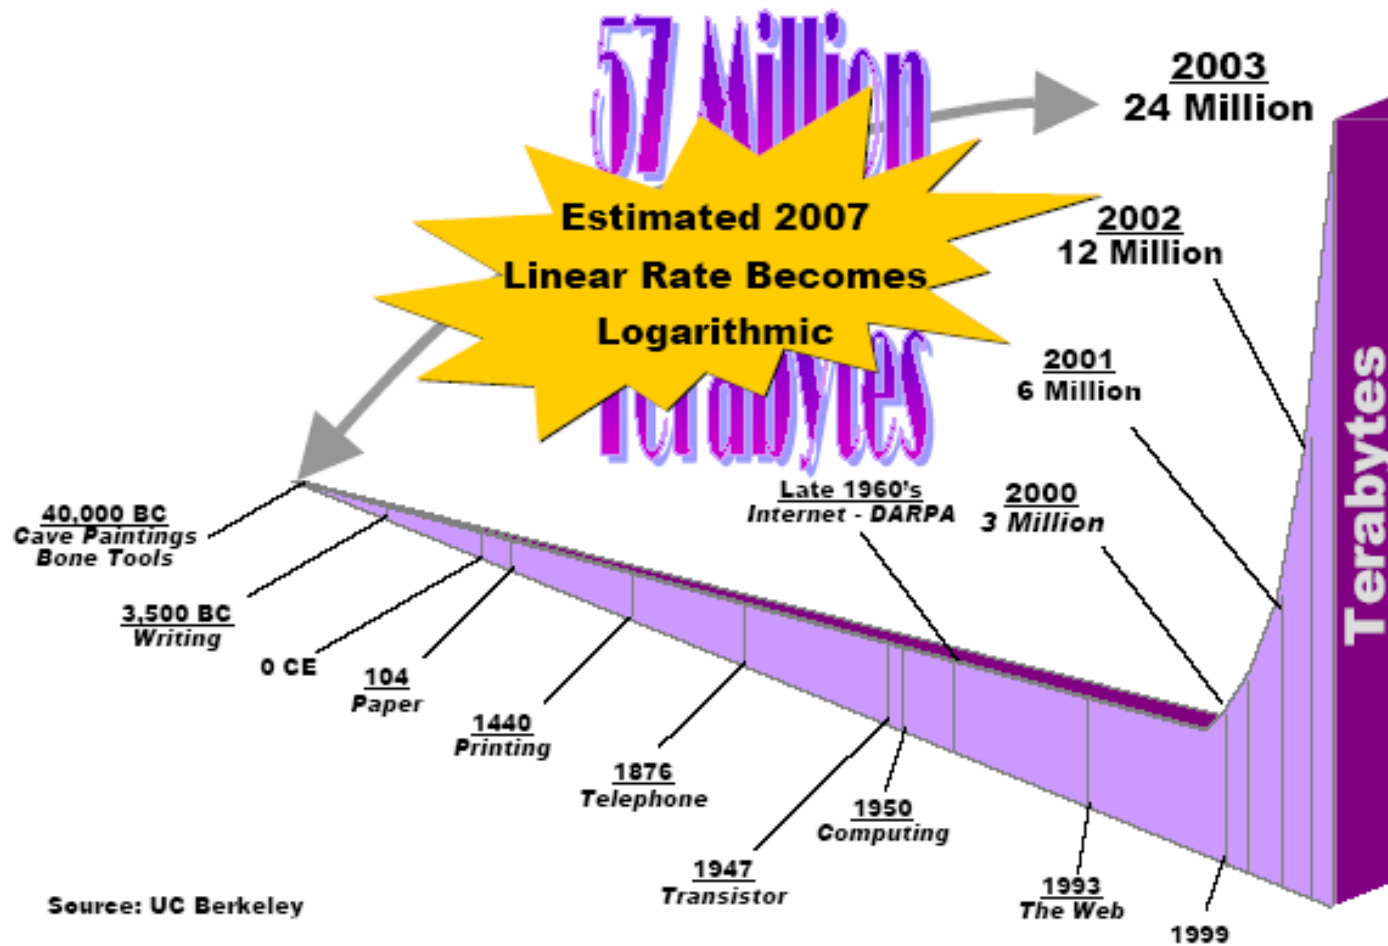 57 Million
Terabytes
Estimated 2007
Linear Rate Becomes
Logarithmic
2003
24 Million
2002
12 Million
2001
6 Million
2000
3 Million
Late 1960's
Internet - DARPA
40,000 BC
Cave Paintings
Bone Tools
3,500 BC
Writing
0 CE
104
Paper
1440
Printing
1876
Telephone
1947
Transistor
1950
Computing
1993
The Web
1999
Terabytes
Source: UC Berkeley